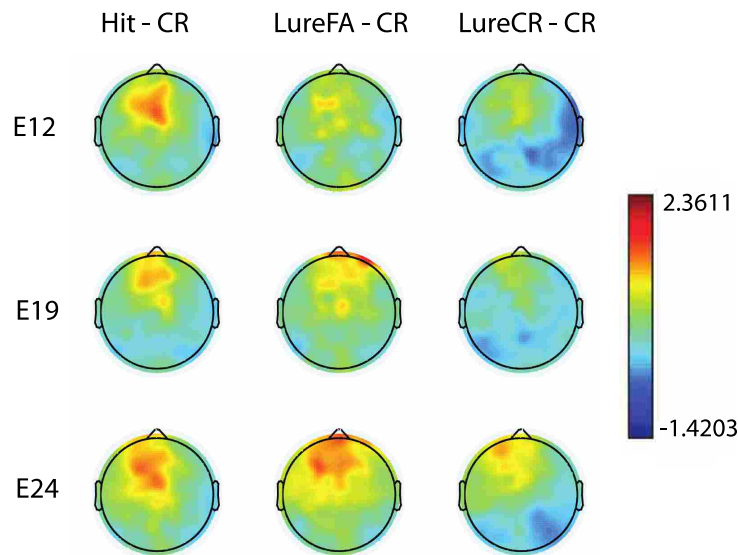 Hit - CR LureFA - CR LureCR - CR
E12
2.3611
E19
-1.4203
E24